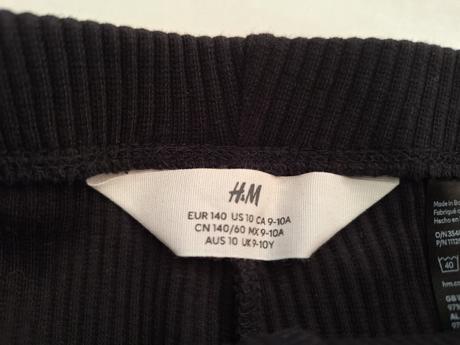 H&M
EUR 140 US 10 CA 9-10A
CN 140/60 MX 9-10A
AUS 10 UK 9-10Y
Made in
Fabriqué
Hecho en
O/N
P/N
40